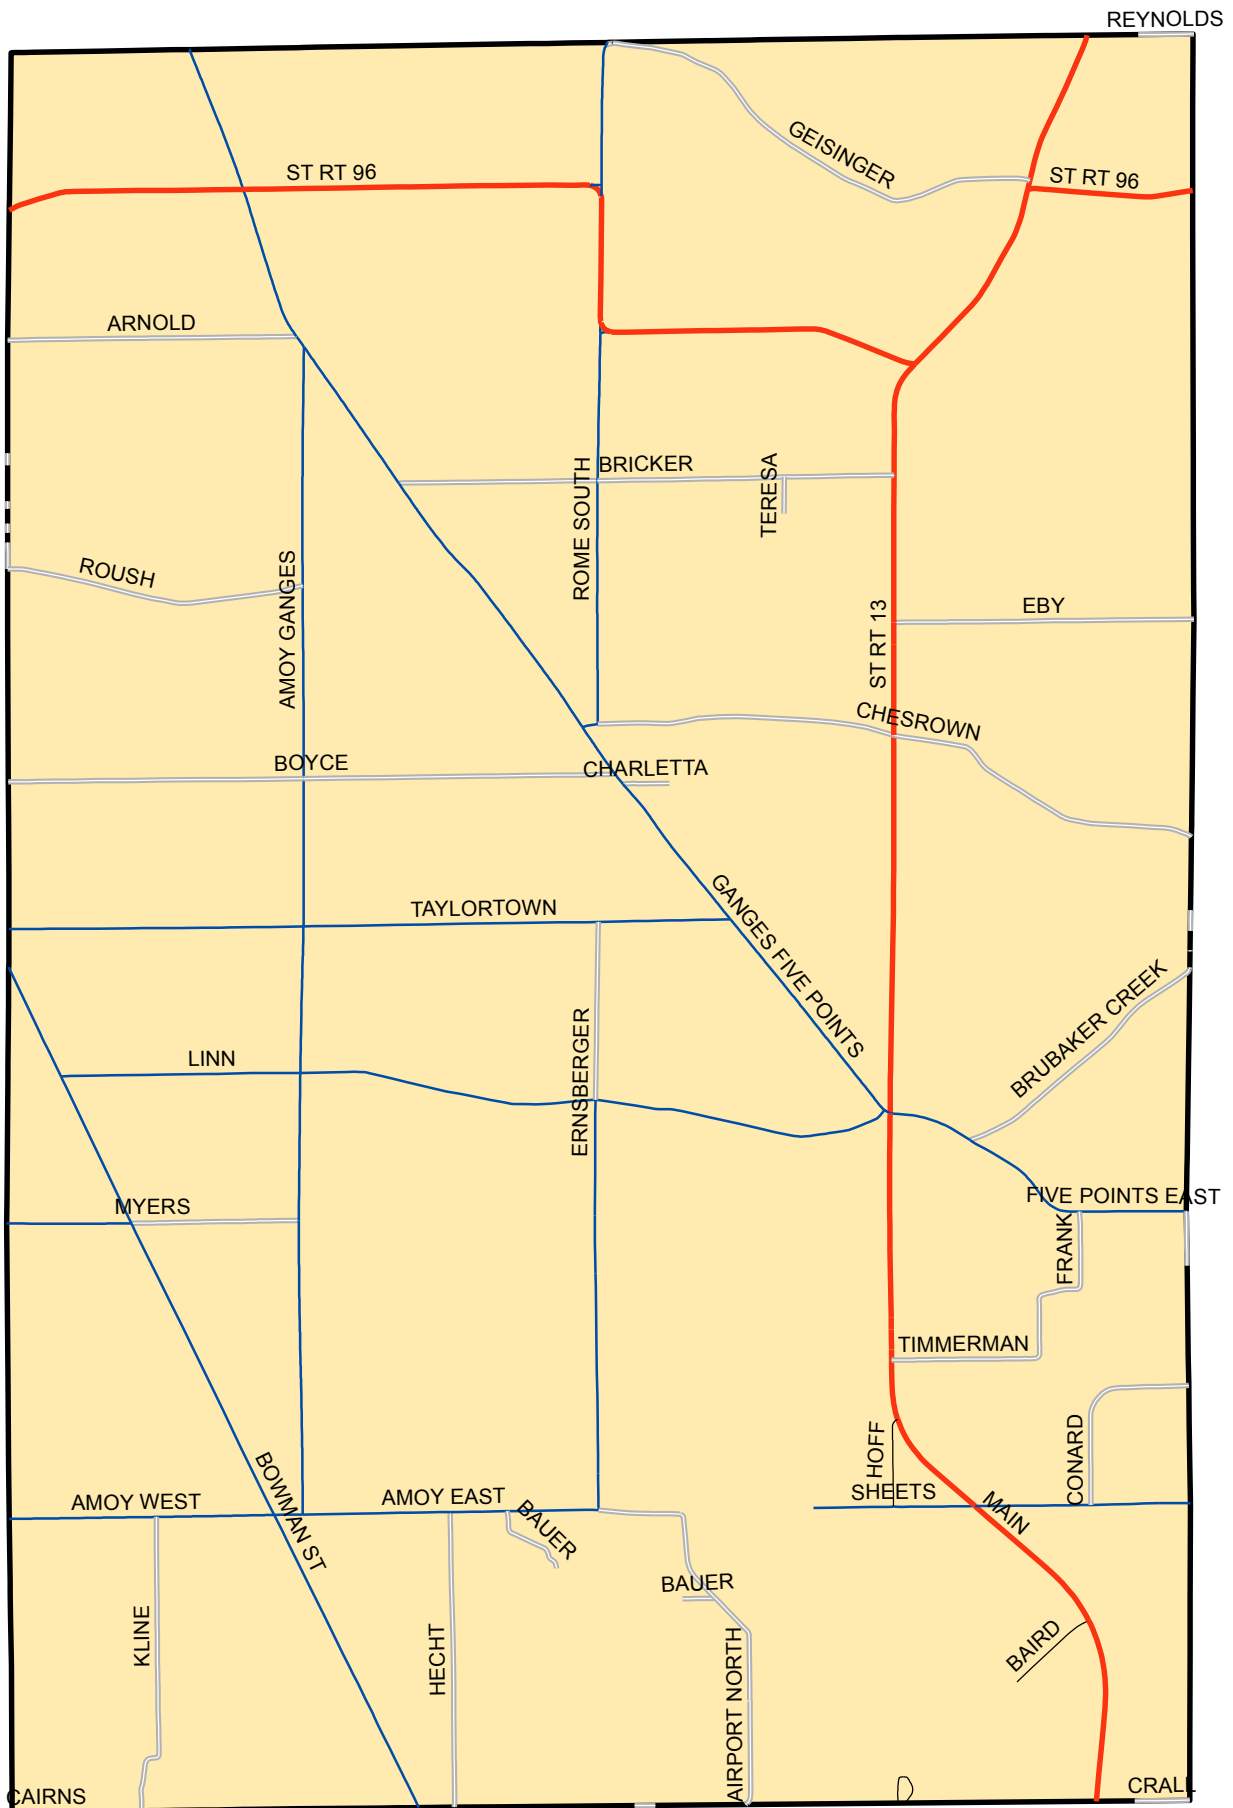 REYNOLDS
GEISINGER
ST RT 96
ST RT 96
ARNOLD
BRICKER
TERESA
ROME SOUTH
ROUSH
AMOY GANGES
EBY
ST RT 13
CHESROWN
BOYCE
CHARLETTA
TAYLORTOWN
GANGES FIVE POINTS
BRUBAKER CREEK
ERNSBERGER
LINN
MYERS
FIVE POINTS EAST
FRANK
TIMMERMAN
HOFF
CONARD
SHEETS
MAIN
AMOY WEST
BOWMAN ST
AMOY EAST
BAUER
BAUER
KLINE
HECHT
AIRPORT NORTH
BAIRD
CAIRNS
CRALL